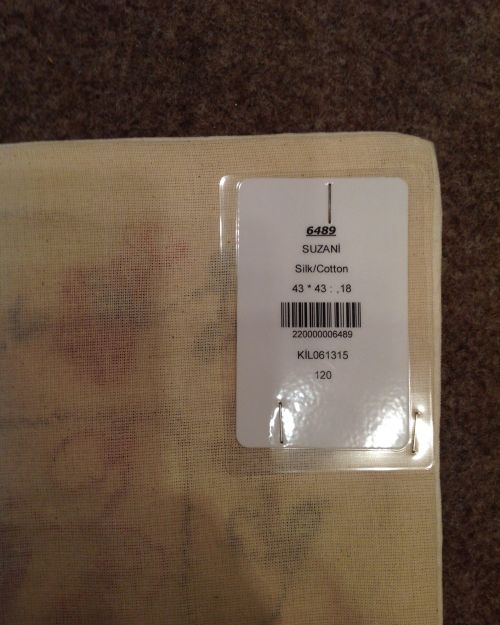 6489
SUZANİ
Silk/Cotton
43 * 43 : ,18
220000006489
KİL061315
120